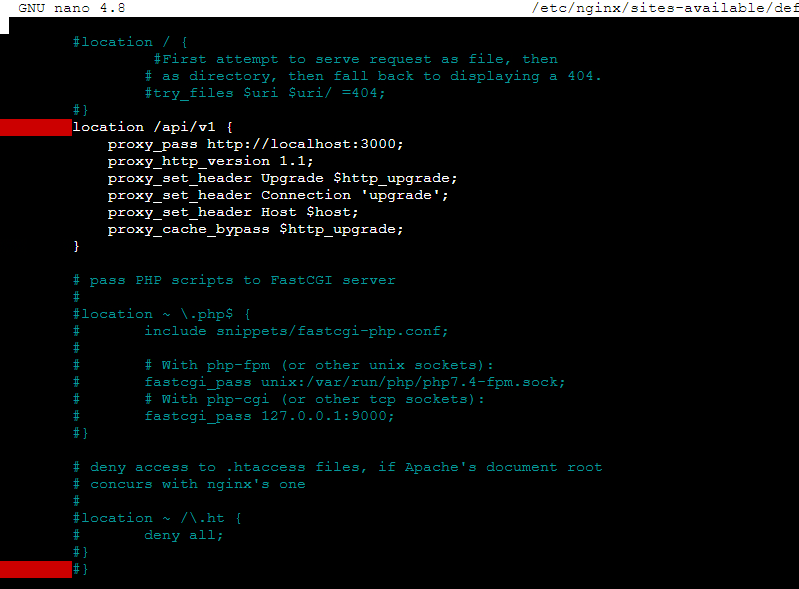 GNU nano 4.8 /etc/nginx/sites-available/def
#location / {
#First attempt to serve request as file, then
# as directory, then fall back to displaying a 404.
#try_files $uri $uri/ =404;
#}
location /api/v1 {
proxy_pass http://localhost:3000;
proxy_http_version 1.1;
proxy_set_header Upgrade $http_upgrade;
proxy_set_header Connection 'upgrade';
proxy_set_header Host $host;
proxy_cache_bypass $http_upgrade;
}
# pass PHP scripts to FastCGI server
#
#location ~ \.php$ {
# include snippets/fastcgi-php.conf;
#
# # With php-fpm (or other unix sockets):
# fastcgi_pass unix:/var/run/php/php7.4-fpm.sock;
# # With php-cgi (or other tcp sockets):
# fastcgi_pass 127.0.0.1:9000;
#}
# deny access to .htaccess files, if Apache's document root
# concurs with nginx's one
#
#location ~ /\.ht {
# deny all;
#}
#}